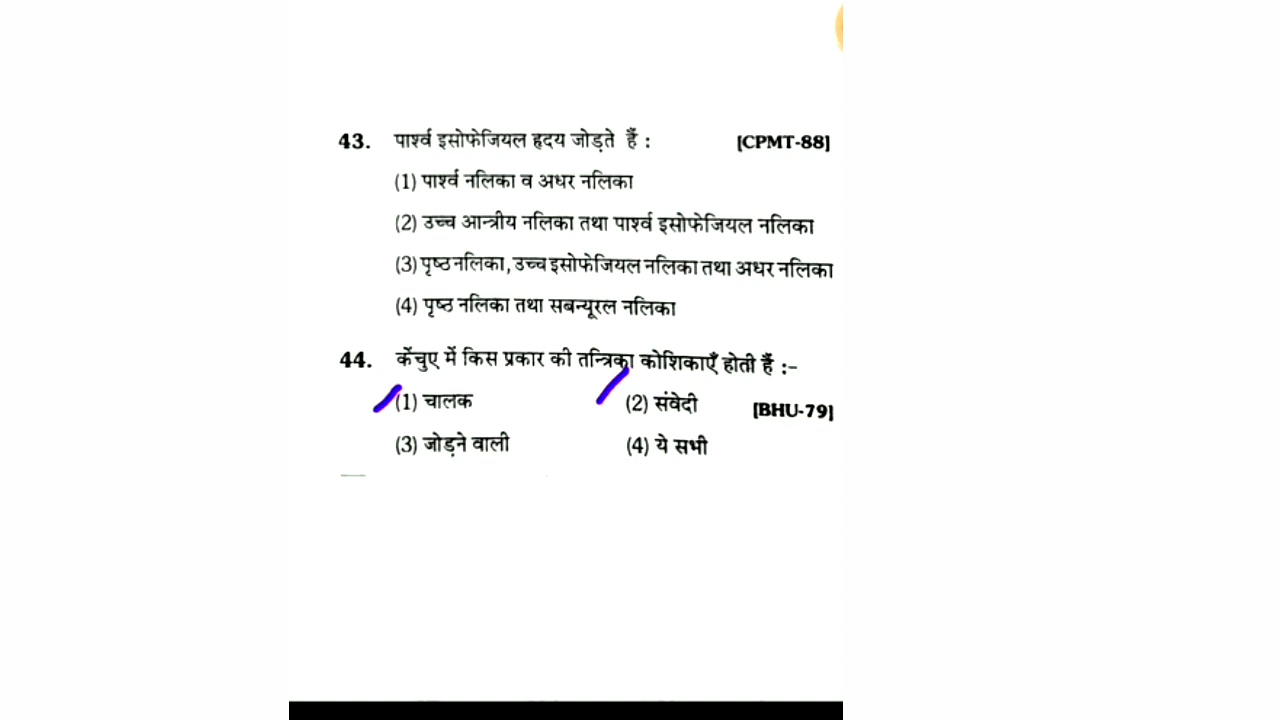 43. पार्श्व इसोफेजियल हृदय जोड़ते हैं : [CPMT-88]
(1) पार्श्व नलिका व अधर नलिका
(2) उच्च आन्त्रीय नलिका तथा पार्श्व इसोफेजियल नलिका
(3) पृष्ठ नलिका, उच्च इसोफेजियल नलिका तथा अधर नलिका
(4) पृष्ठ नलिका तथा सबन्यूरल नलिका
44. केंचुए में किस प्रकार की तन्त्रिका कोशिकाएँ होती हैं :-
(1) चालक (2) संवेदी [BHU-79]
(3) जोड़ने वाली (4) ये सभी